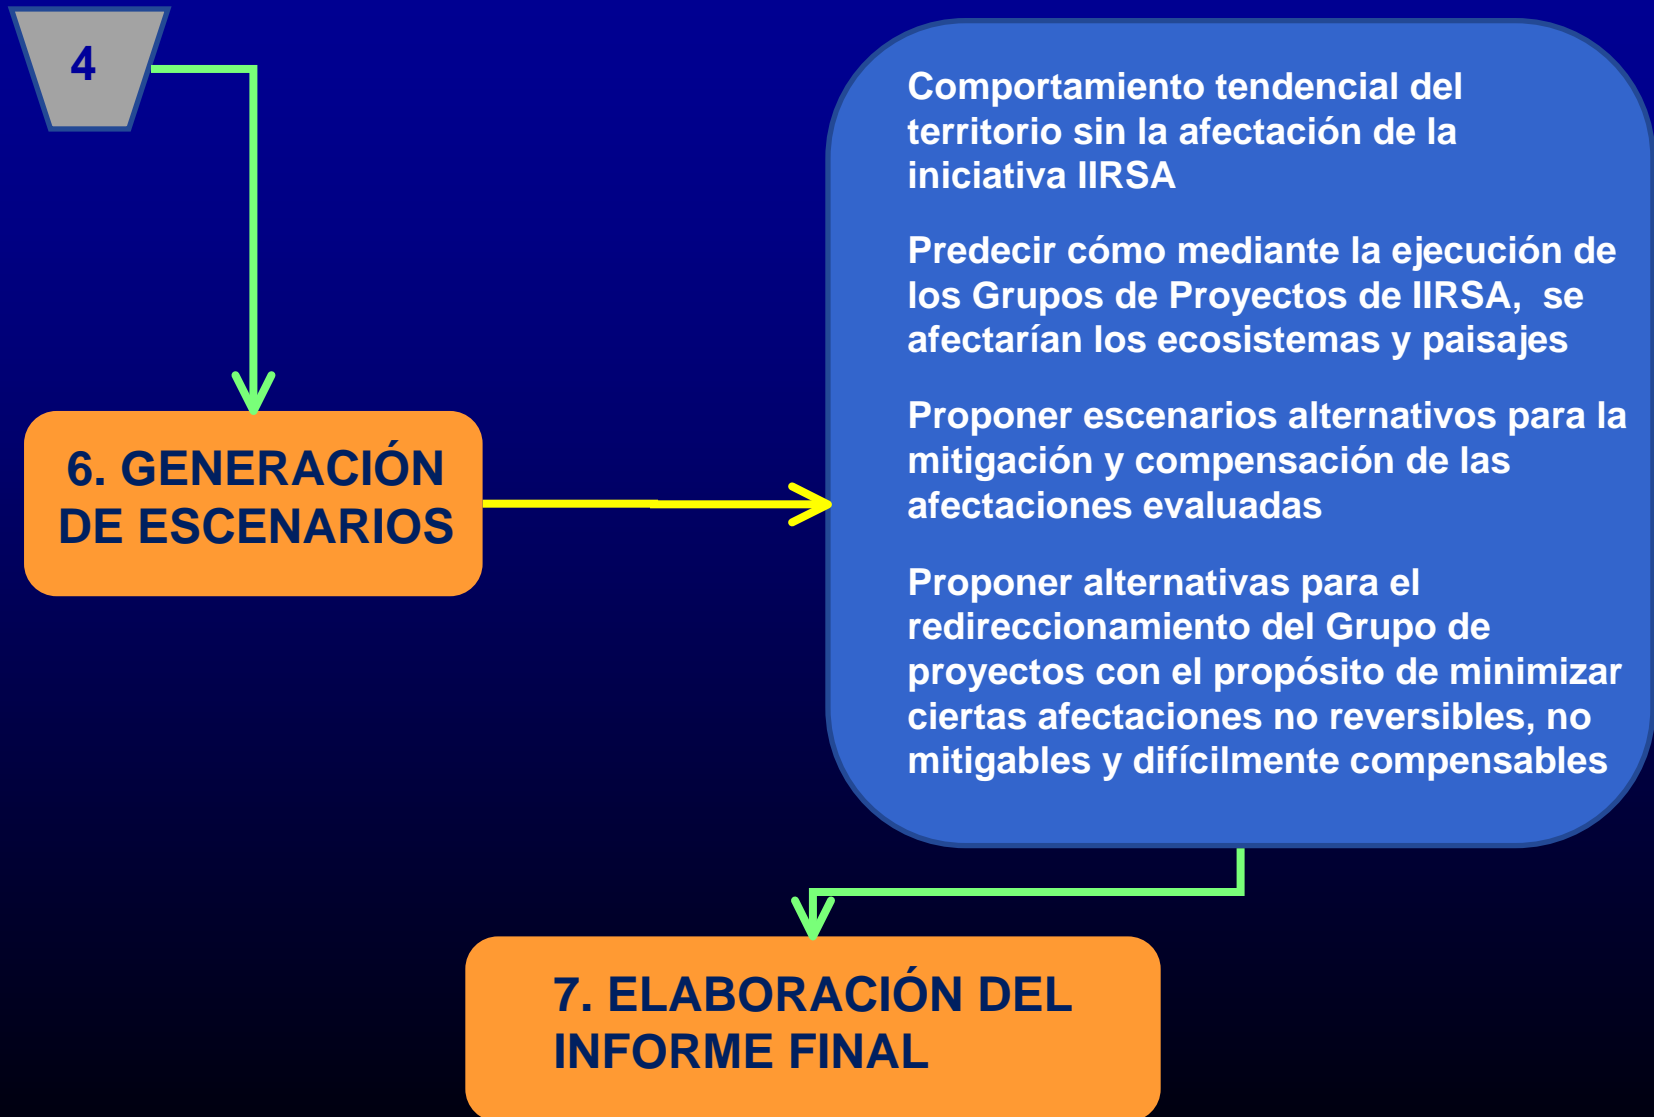 4
6. GENERACIÓN
DE ESCENARIOS
Comportamiento tendencial del
territorio sin la afectación de la
iniciativa IIRSA
Predecir cómo mediante la ejecución de
los Grupos de Proyectos de IIRSA,  se
afectarían los ecosistemas y paisajes
Proponer escenarios alternativos para la
mitigación y compensación de las
afectaciones evaluadas
Proponer alternativas para el
redireccionamiento del Grupo de
proyectos con el propósito de minimizar
ciertas afectaciones no reversibles, no
mitigables y difícilmente compensables
7. ELABORACIÓN DEL
INFORME FINAL